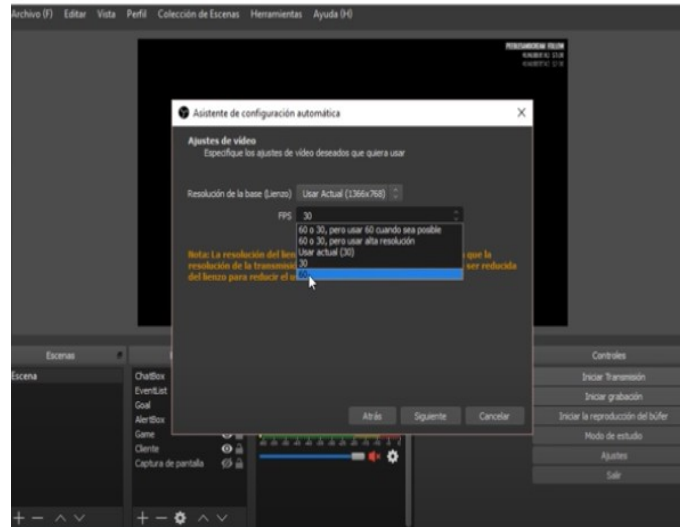 Archivo (F) Editar Vista Perfil Colección de Escenas Herramientas Ayuda (H)
FOLLOW
Asistente de configuración automática
Ajustes de vídeo
Especifique los ajustes de vídeo deseados que quiera usar
Resolución de la base (Lienzo) Usar Actual (1366x768)
FPS 30
60 o 30, pero usar 60 cuando sea posible
60 o 30, pero usar alta resolución
Usar actual (30)
30
60
Nota: La resolución del lien que la
resolución de la transmisi ser reducida
del lienzo para reducir el u
Atrás Siguiente Cancelar
Escenas
Escena
ChatBox
EventList
Goal
AlertBox
Game
Cliente
Captura de pantalla
Controles
Iniciar Transmisión
Iniciar grabación
Iniciar la reproducción del búfer
Modo de estudio
Ajustes
Salir